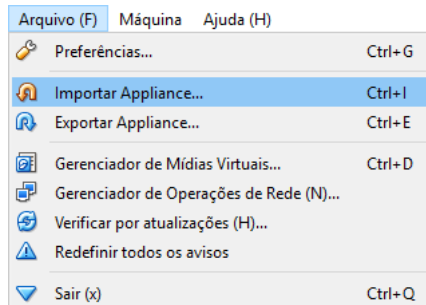 Arquivo (F) Máquina Ajuda (H)
Preferências... Ctrl+G
Importar Appliance... Ctrl+I
Exportar Appliance... Ctrl+E
Gerenciador de Mídias Virtuais... Ctrl+D
Gerenciador de Operações de Rede (N)...
Verificar por atualizações (H)...
Redefinir todos os avisos
Sair (x) Ctrl+Q